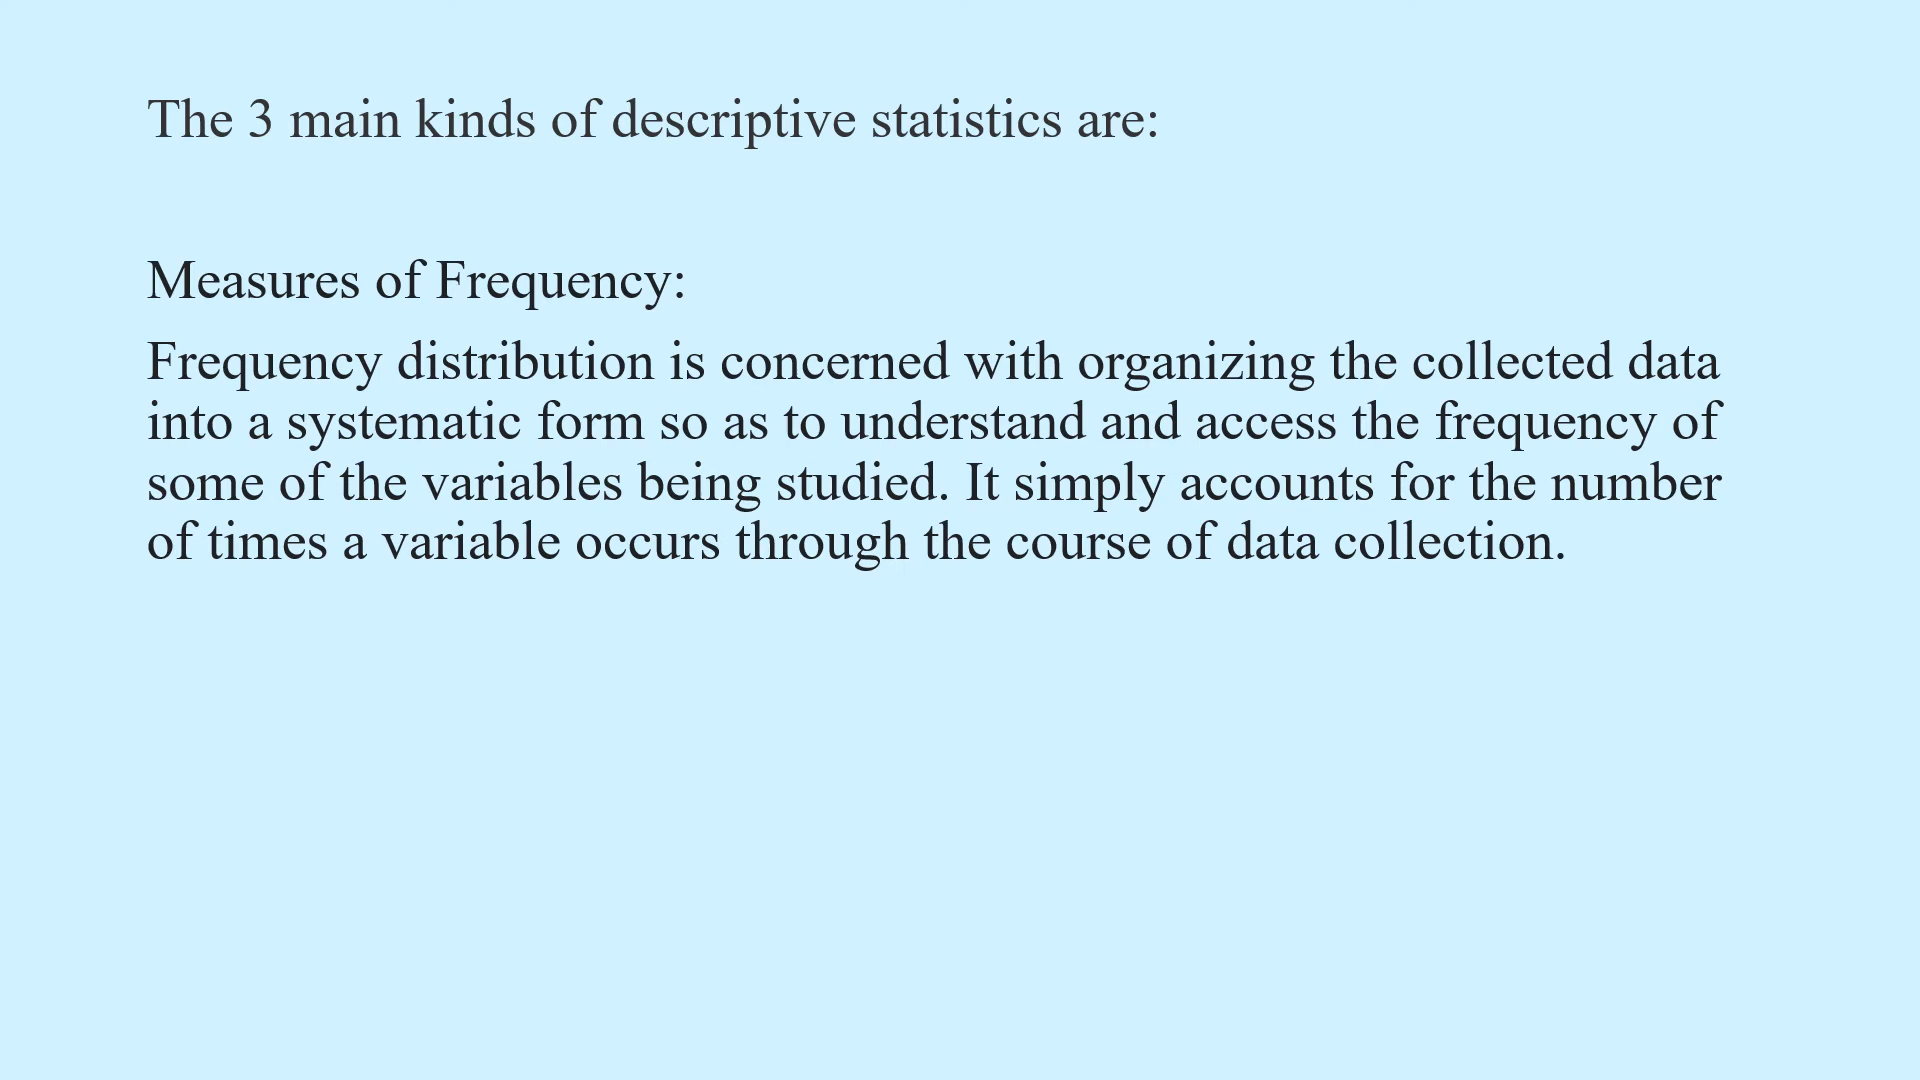 The 3 main kinds of descriptive statistics are:
Measures of Frequency:
Frequency distribution is concerned with organizing the collected data
into a systematic form so as to understand and access the frequency of
some of the variables being studied. It simply accounts for the number
of times a variable occurs through the course of data collection.